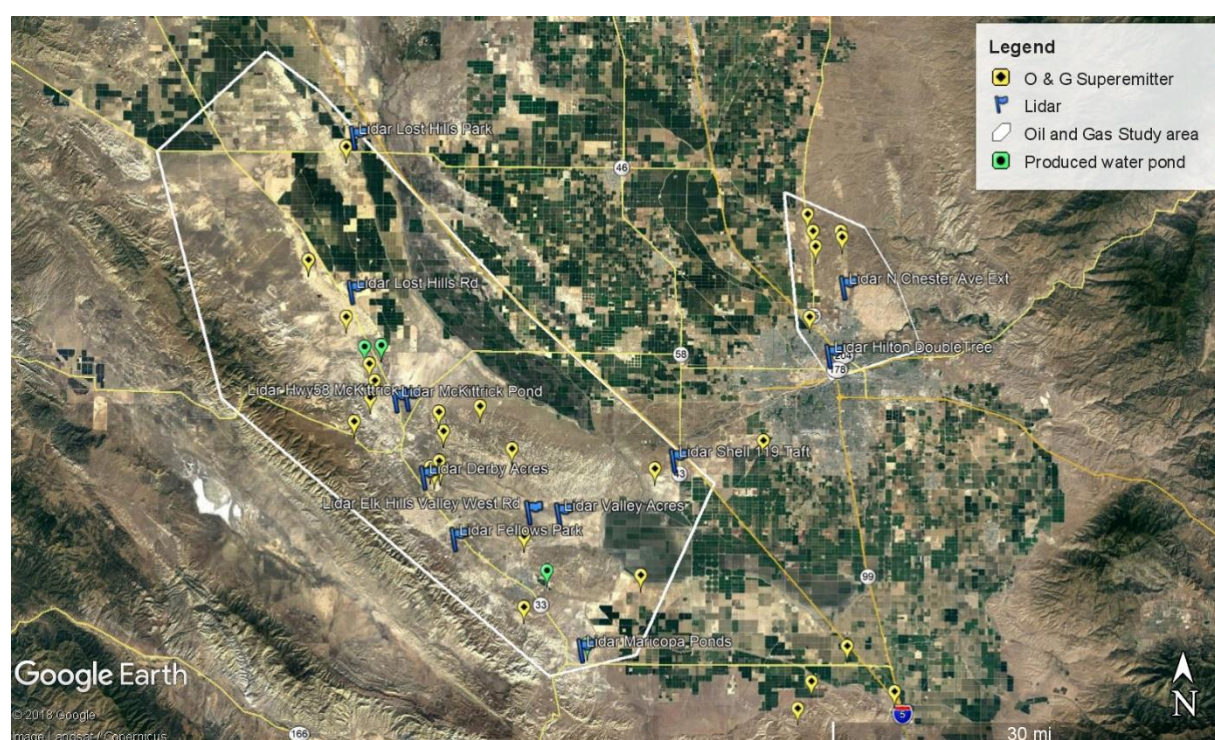 Legend
O & G Superemitter
Lidar
Oil and Gas Study area
Produced water pond
Lidar Lost Hills Park
46
Lidar N Chester Ave Ext
Lidar Lost Hills Rd
58
Lidar Hilton DoubleTree
204
178
Lidar Hwy58 McKittrick
Lidar McKittrick Pond
Lidar Shell 119 Taft
43
Lidar Derby Acres
Lidar Elk Hills Valley West Rd
Lidar Valley Acres
Lidar Fellows Park
99
33
Lidar Maricopa Ponds
Google Earth
N
© 2018 Google
5
166
30 mi
Image Landsat / Copernicus